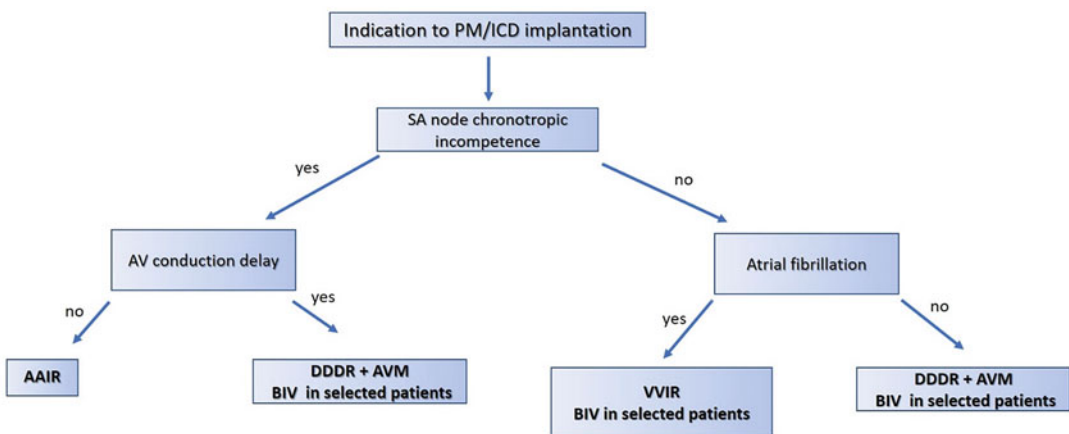 Indication to PM/ICD implantation
SA node chronotropic
incompetence
yes
no
AV conduction delay
Atrial fibrillation
no
yes
yes
no
AAIR
DDDR + AVM
BIV in selected patients
VVIR
BIV in selected patients
DDDR + AVM
BIV in selected patients